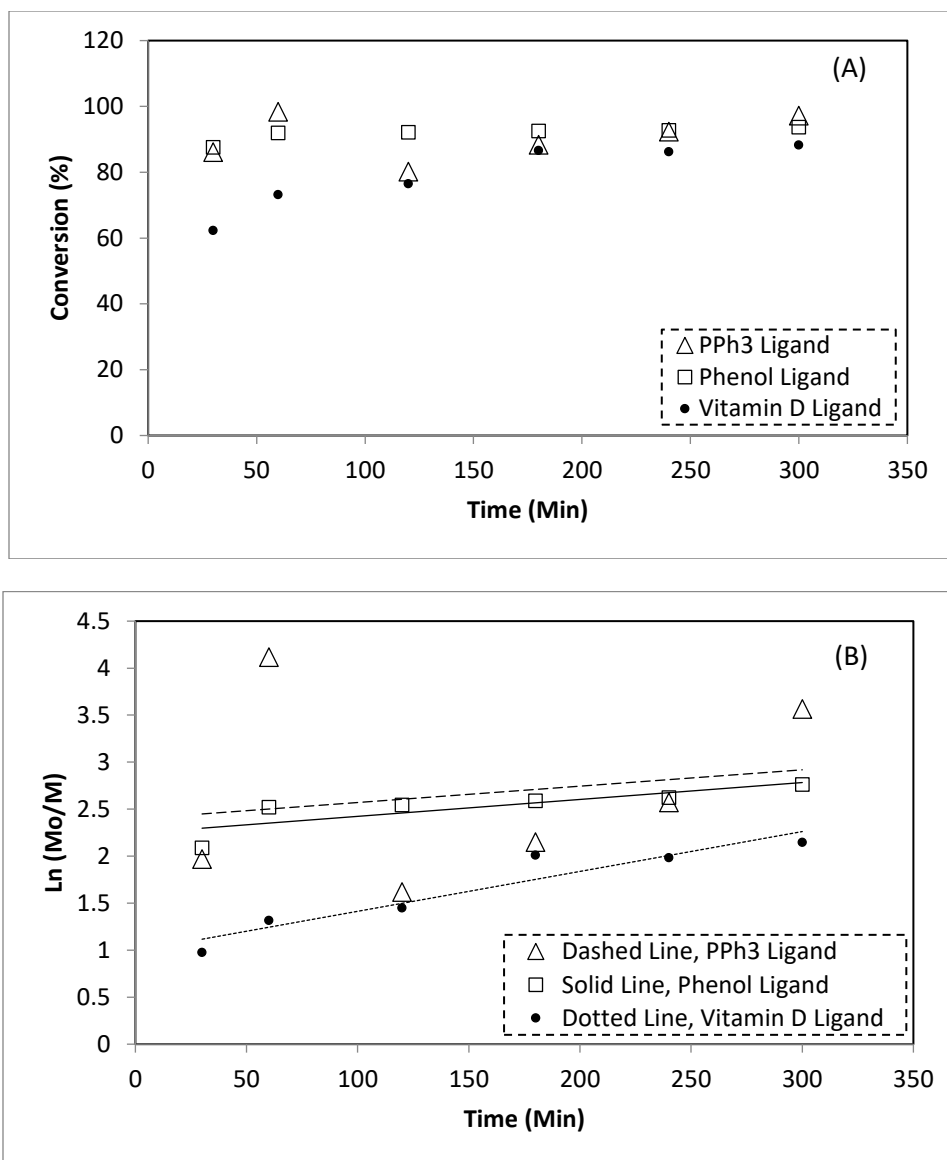 (A)
120
100
80
60
40
20
0
Conversion (%)
PPh3 Ligand
Phenol Ligand
Vitamin D Ligand
0 50 100 150 200 250 300 350
Time (Min)
(B)
4.5
4
3.5
3
2.5
2
1.5
1
0.5
0
Ln (Mo/M)
Dashed Line, PPh3 Ligand
Solid Line, Phenol Ligand
Dotted Line, Vitamin D Ligand
0 50 100 150 200 250 300 350
Time (Min)